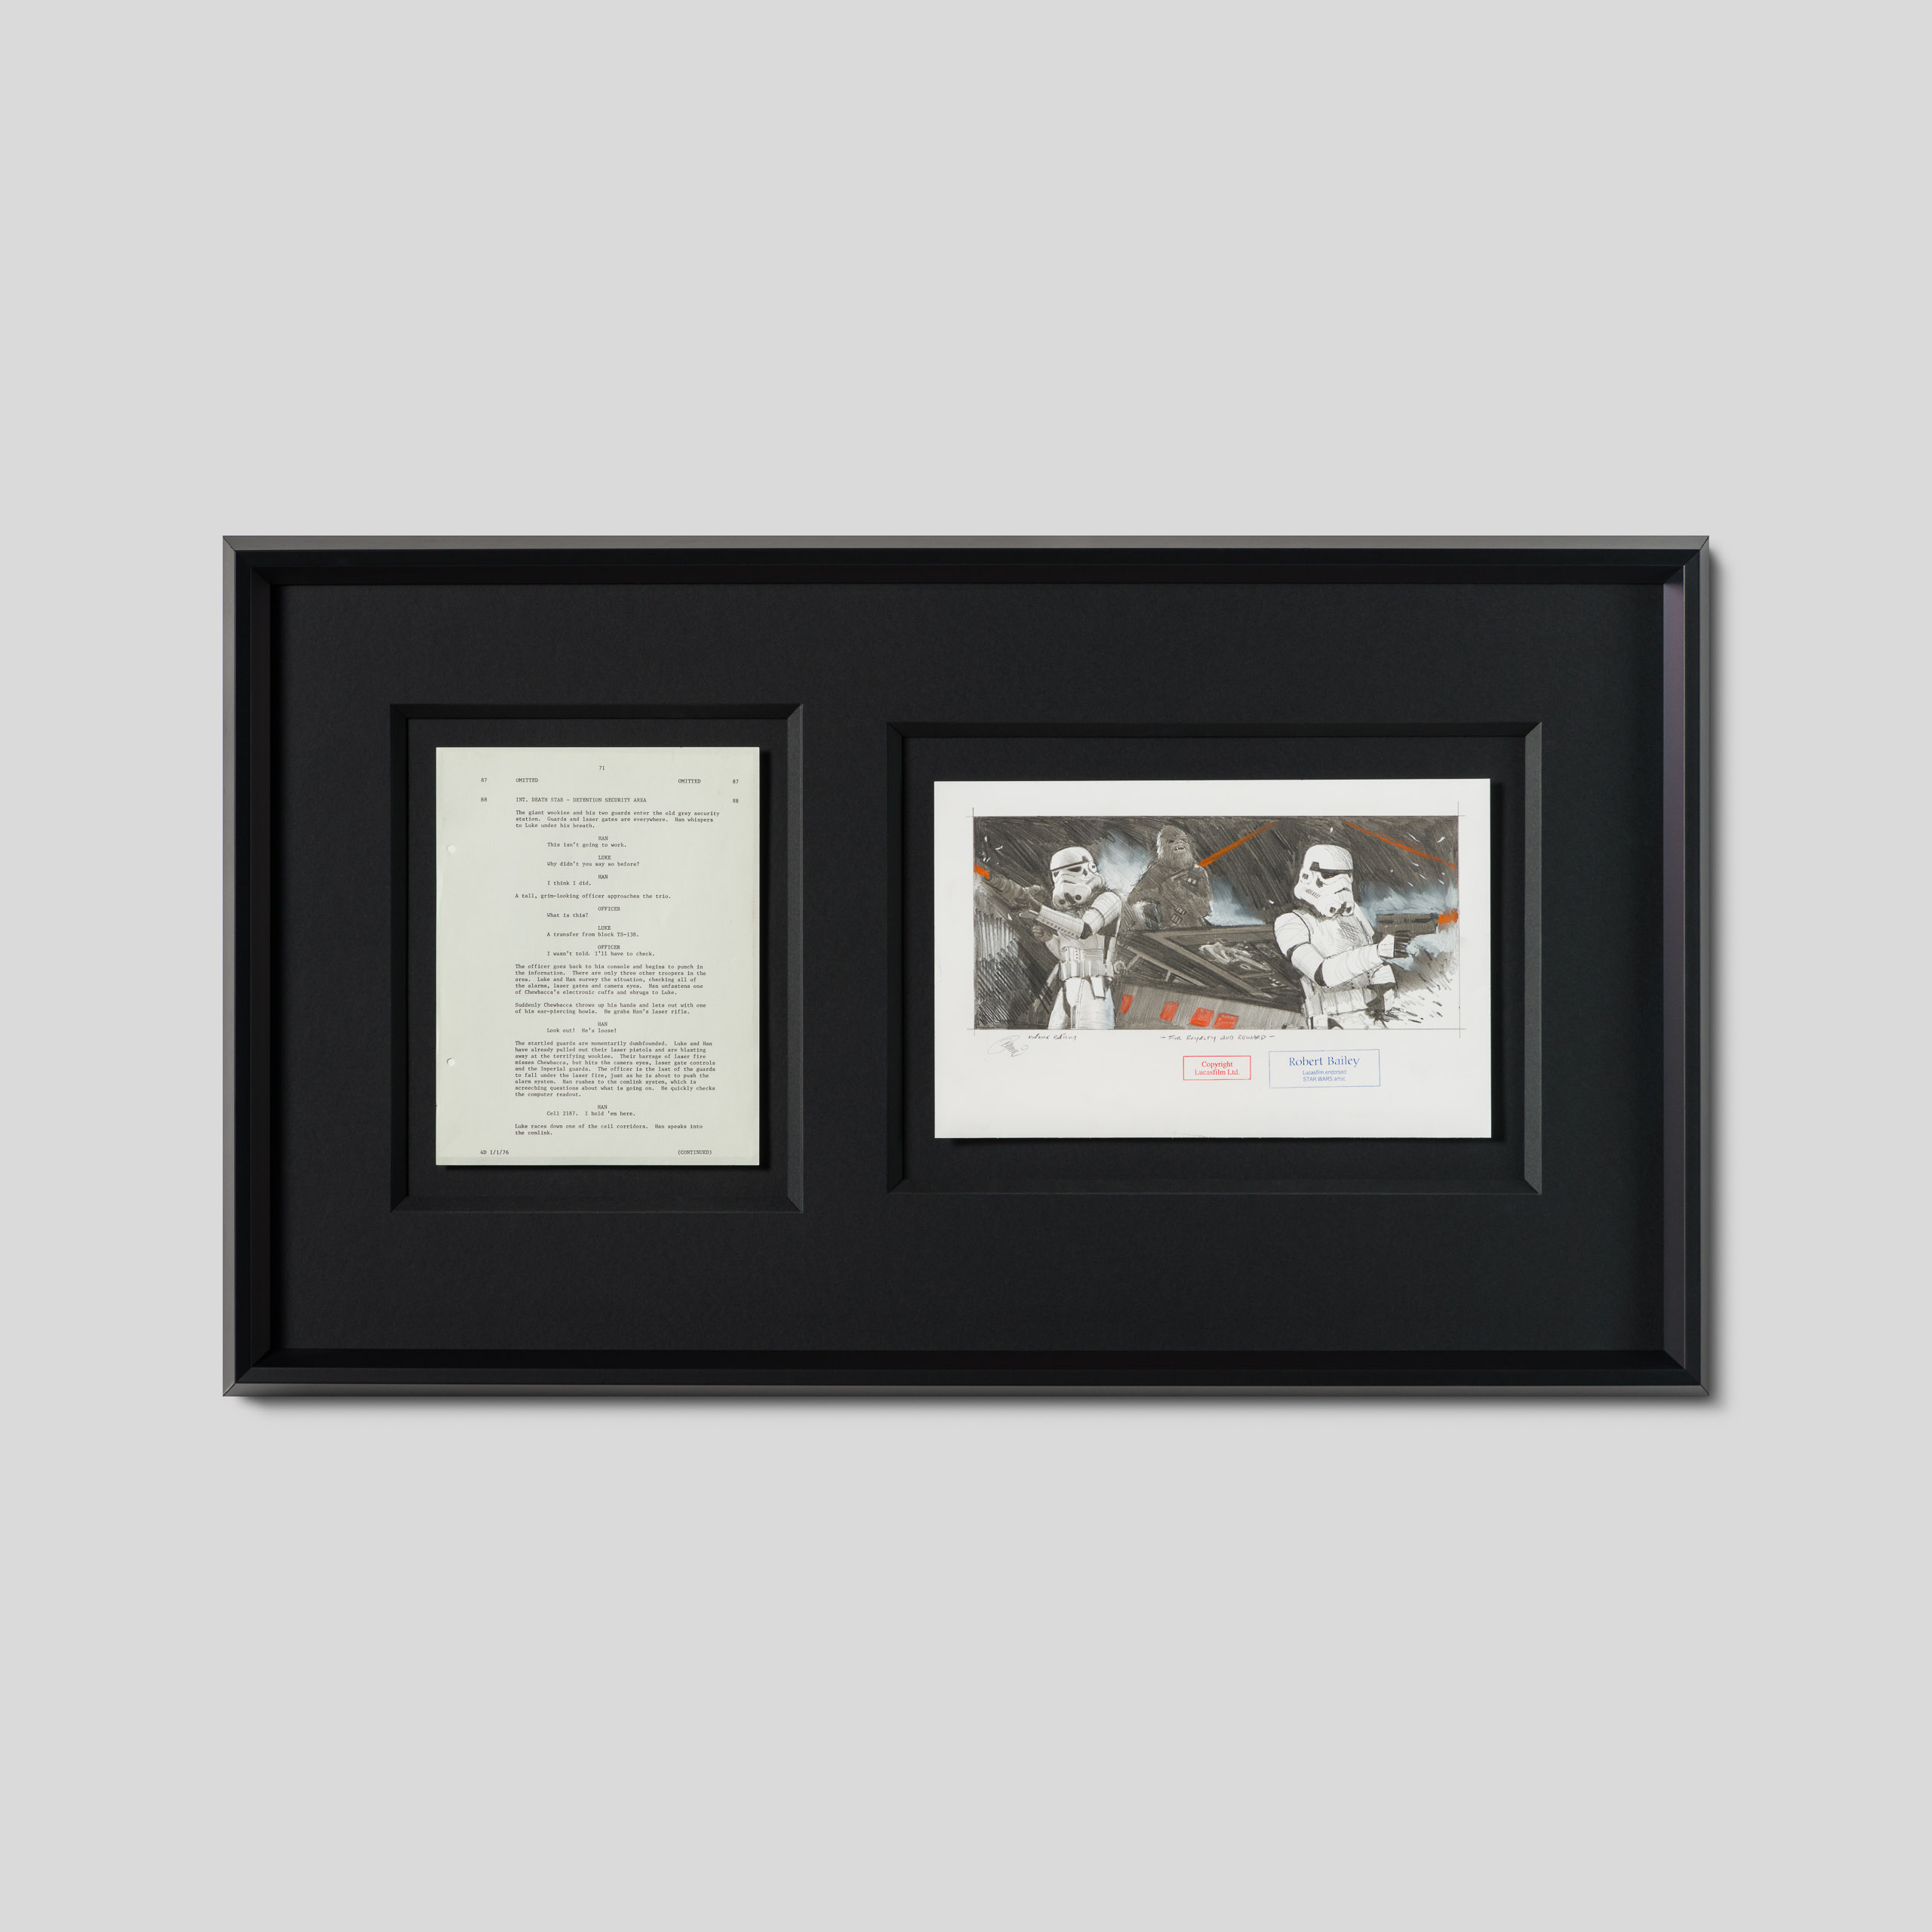 71
87 OMITTED OMITTED 87
88 INT. DEATH STAR - DETENTION SECURITY AREA 88
The giant wookiee and his two guards enter the old grey security
station. Guards and laser gates are everywhere. Han whispers
to Luke under his breath.
HAN
This isn't going to work.
LUKE
Why didn't you say so before?
HAN
I think I did.
A tall, grim-looking officer approaches the trio.
OFFICER
What is this?
LUKE
A transfer from block TS-138.
OFFICER
I wasn't told. I'll have to check.
The officer goes back to his console and begins to punch in
the information. There are only three other troopers in the
area. Luke and Han survey the situation, checking all of
the alarms, laser gates and camera eyes. Han unfastens one
of Chewbacca's electronic cuffs and shrugs to Luke.
Suddenly Chewbacca throws up his hands and lets out with one
of his ear-piercing howls. He grabs Han's laser rifle.
HAN
Look out! He's loose!
The startled guards are momentarily dumbfounded. Luke and Han
have already pulled out their laser pistols and are blasting
away at the terrifying wookiee. Their barrage of laser fire
misses Chewbacca, but hits the camera eyes, laser gate controls
and the Imperial guards. The officer is the last of the guards
to fall under the laser fire, just as he is about to push the
alarm system. Han rushes to the comlink system, which is
screeching questions about what is going on. He quickly checks
the computer readout.
HAN
Cell 2187. I hold 'em here.
Luke races down one of the cell corridors. Han speaks into
the comlink.
4D 1/1/76 (CONTINUED)
- FOR ROYALTY AND REWARD -
Copyright
Lucasfilm Ltd.
Robert Bailey
Lucasfilm endorsed
STAR WARS artist